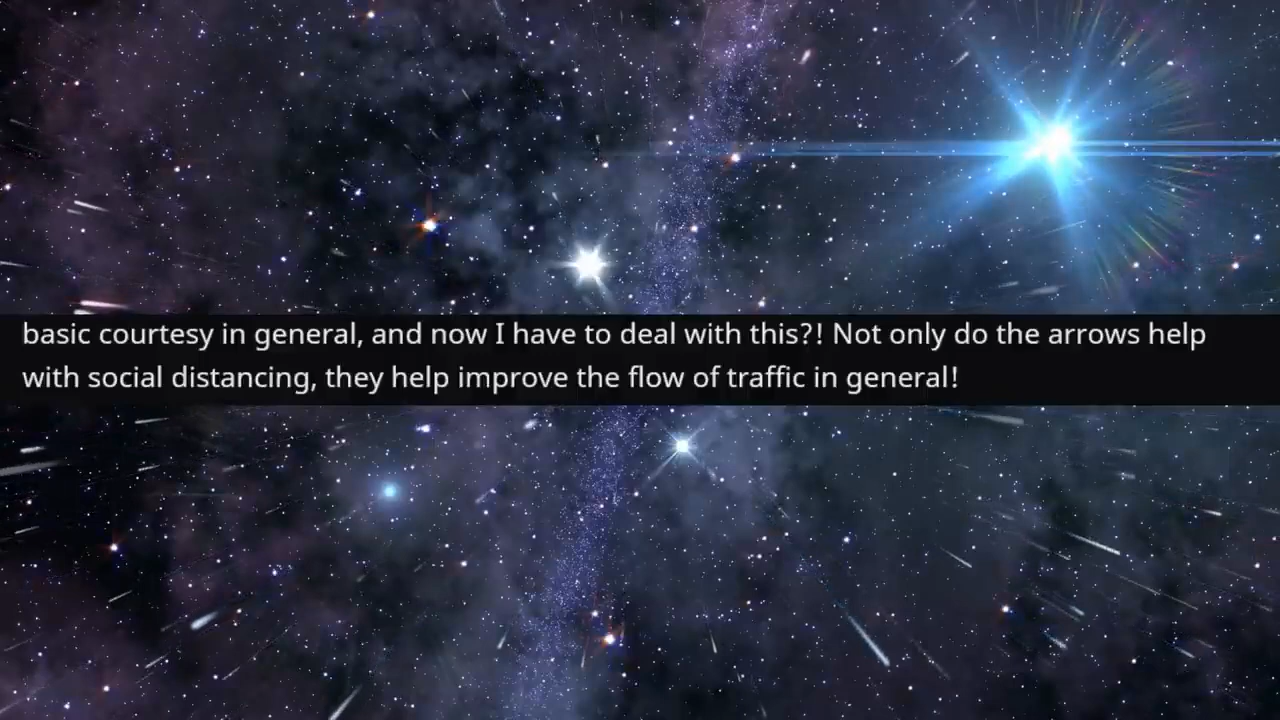 basic courtesy in general, and now I have to deal with this?! Not only do the arrows help
with social distancing, they help improve the flow of traffic in general!